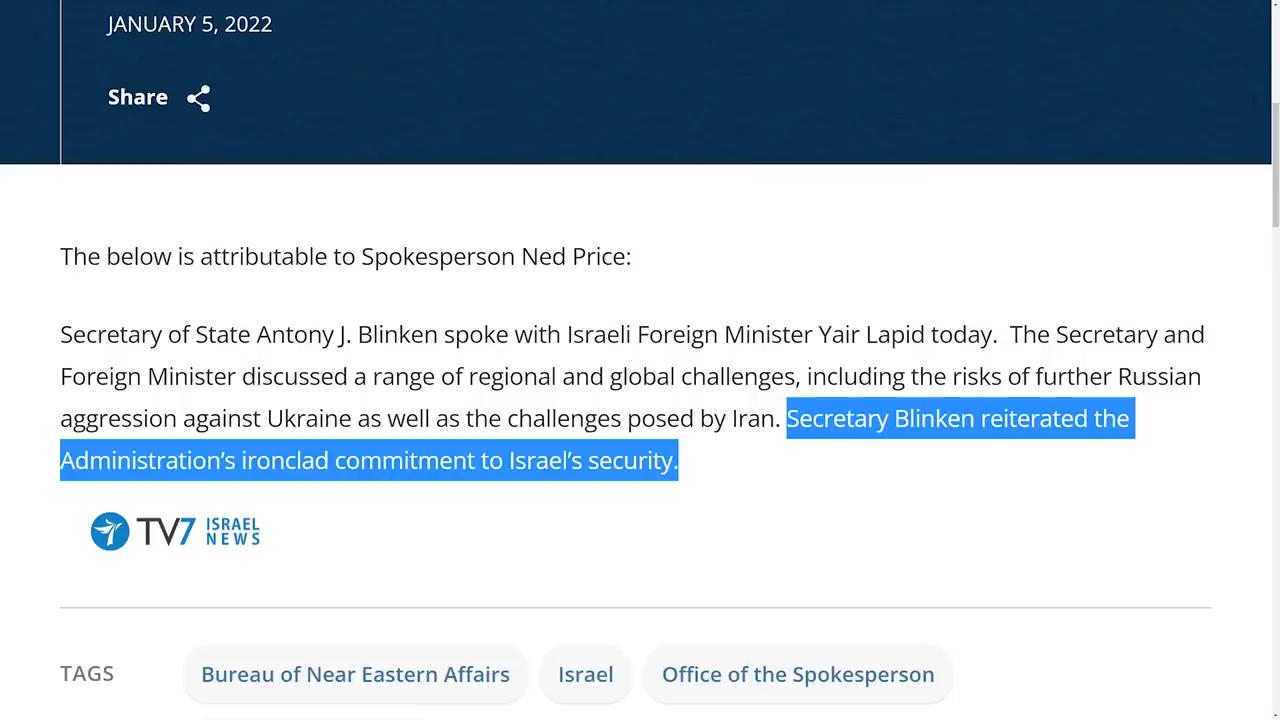 JANUARY 5, 2022
Share
The below is attributable to Spokesperson Ned Price:
Secretary of State Antony J. Blinken spoke with Israeli Foreign Minister Yair Lapid today.  The Secretary and
Foreign Minister discussed a range of regional and global challenges, including the risks of further Russian
aggression against Ukraine as well as the challenges posed by Iran. Secretary Blinken reiterated the
Administration’s ironclad commitment to Israel’s security.
TV7 ISRAEL
NEWS
TAGS
Bureau of Near Eastern Affairs
Israel
Office of the Spokesperson